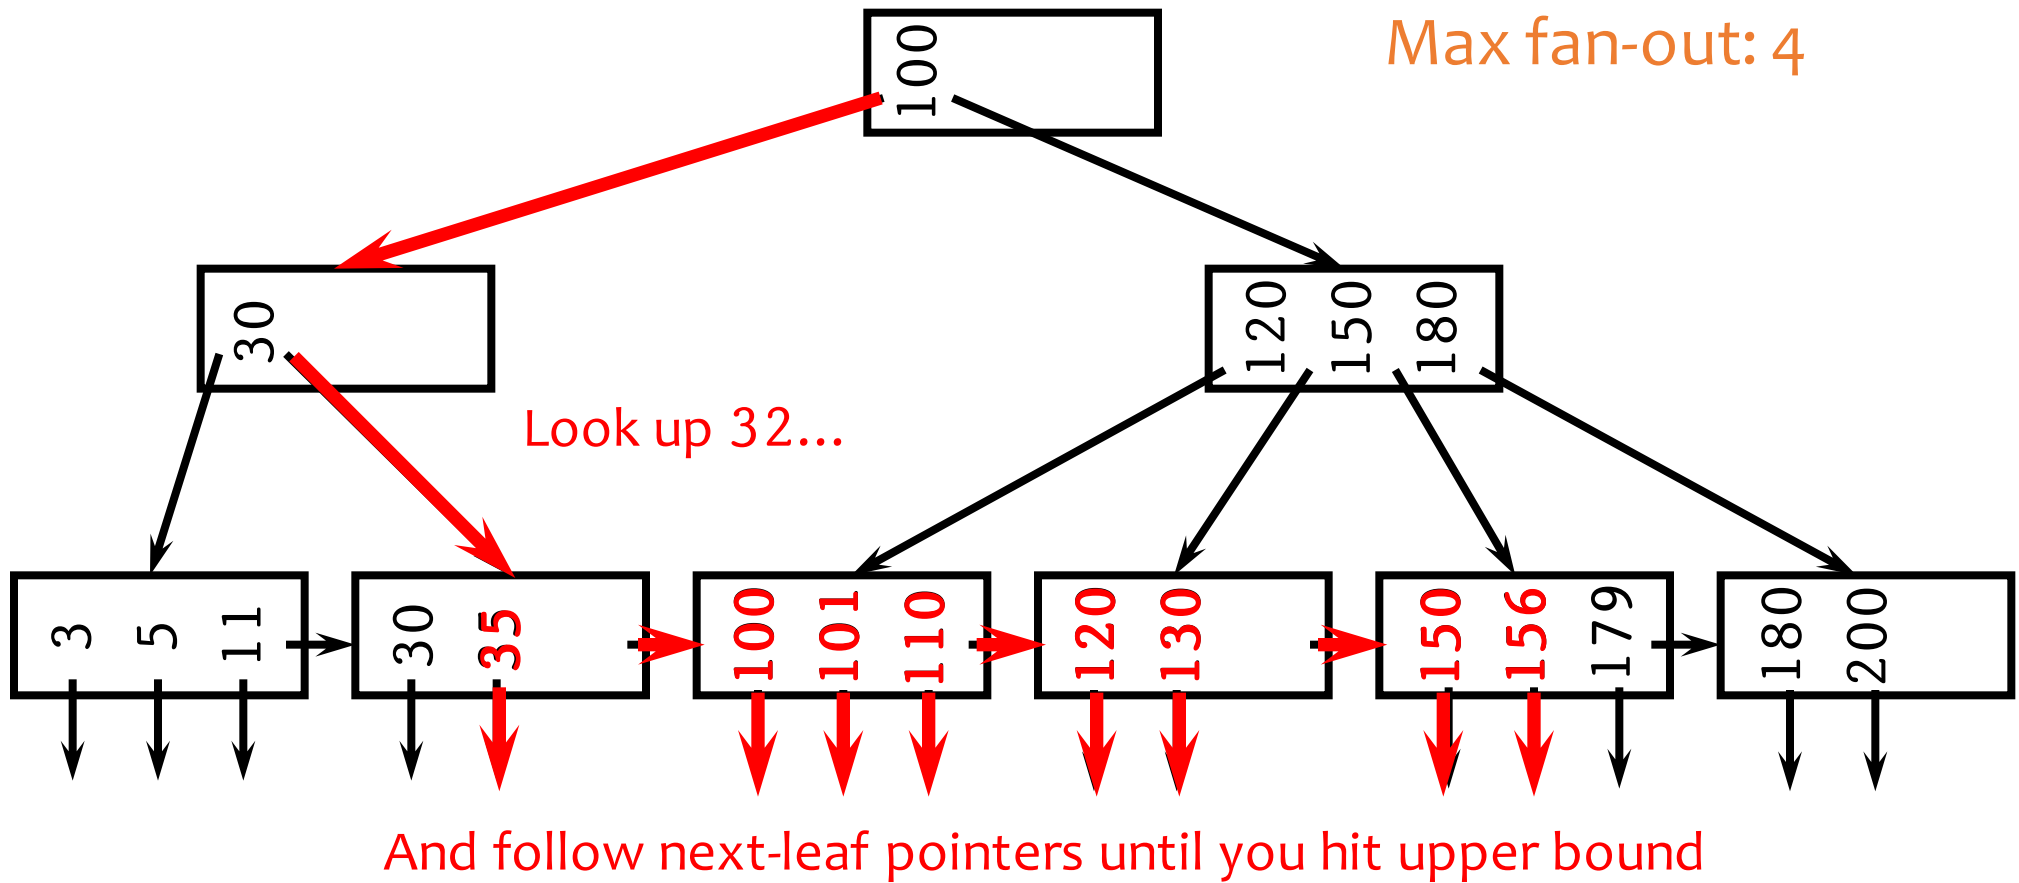 Max fan-out: 4
100
30
120 150 180
Look up 32...
3 5 11 30 35 100 101 110 120 130 150 156 179 180 200
And follow next-leaf pointers until you hit upper bound